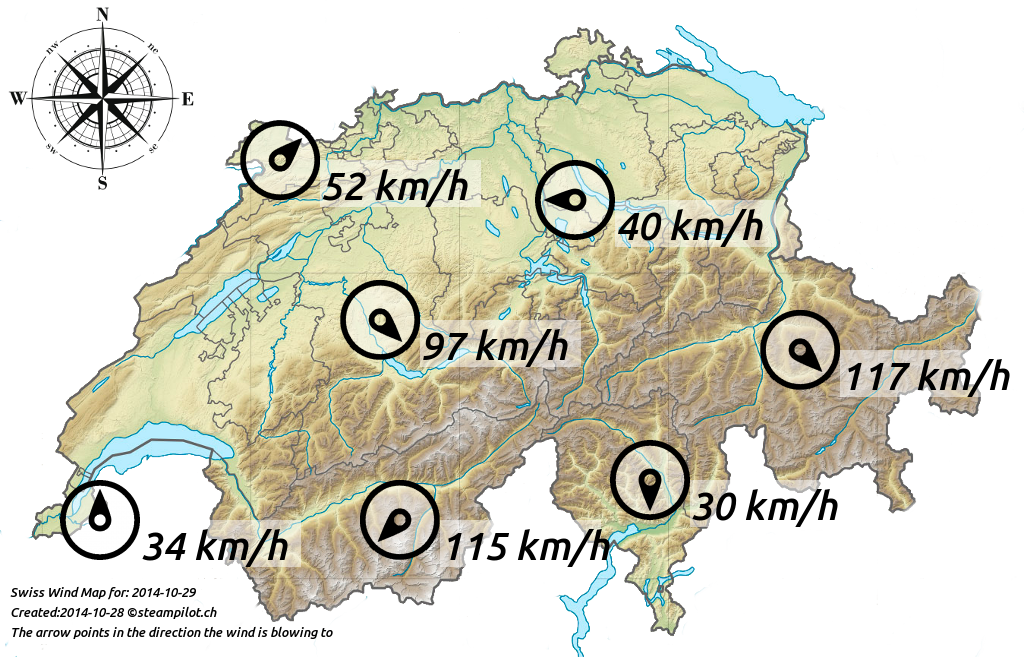 N
nw
ne
W
E
sw
se
S
52 km/h
40 km/h
97 km/h
117 km/h
30 km/h
34 km/h
115 km/h
Swiss Wind Map for: 2014-10-29
Created:2014-10-28 ©steampilot.ch
The arrow points in the direction the wind is blowing to